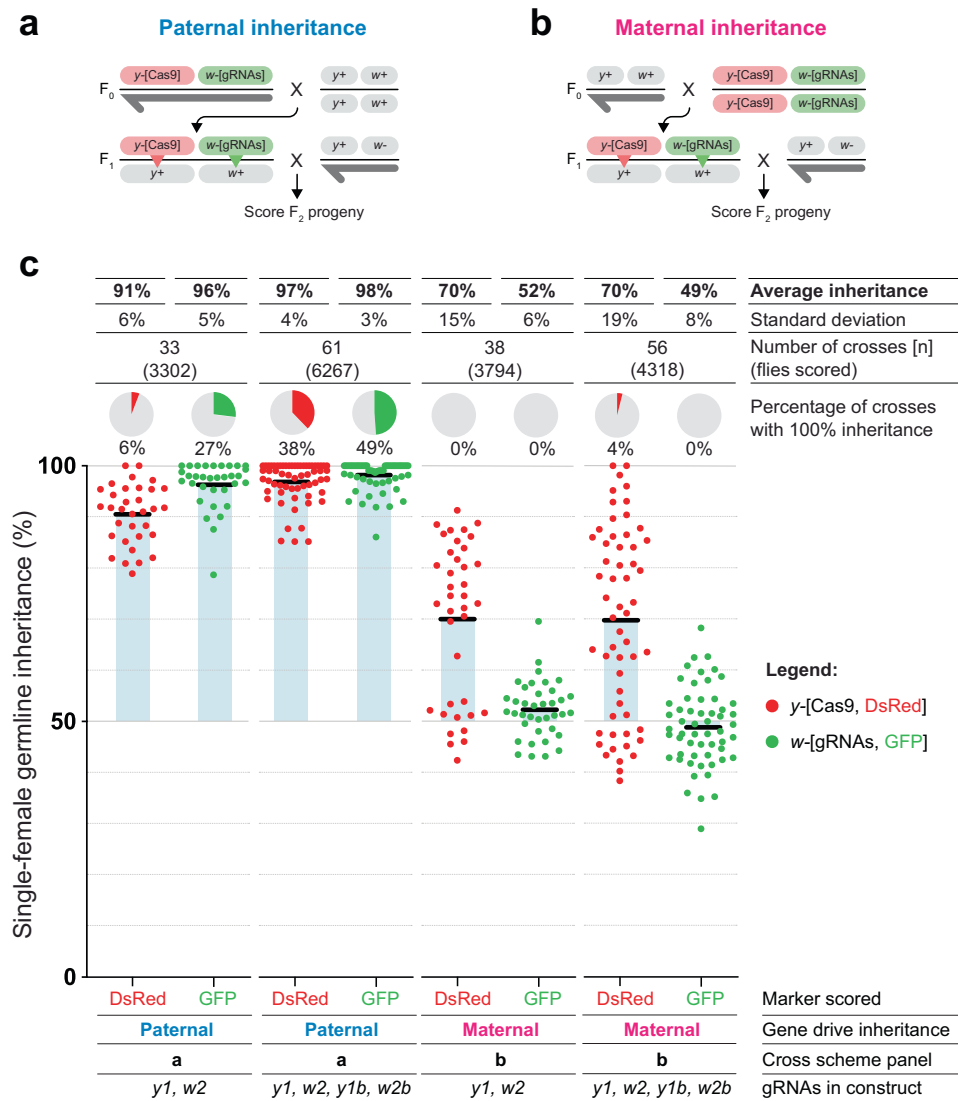 a
Paternal inheritance
y-[Cas9] w-[gRNAs] y+ w+
F0 X
y+ w+
y-[Cas9] w-[gRNAs] y+ w-
F1 X
y+ w+
Score F2 progeny
b
Maternal inheritance
y+ w+ y-[Cas9] w-[gRNAs]
F0 X
y-[Cas9] w-[gRNAs]
y-[Cas9] w-[gRNAs] y+ w-
F1 X
y+ w+
Score F2 progeny
c
91% 96% 97% 98% 70% 52% 70% 49% Average inheritance
6% 5% 4% 3% 15% 6% 19% 8% Standard deviation
33 61 38 56 Number of crosses [n]
(3302) (6267) (3794) (4318) (flies scored)
Percentage of crosses
with 100% inheritance
6% 27% 38% 49% 0% 0% 4% 0%
Single-female germline inheritance (%)
100
50
0
Legend:
y-[Cas9, DsRed]
w-[gRNAs, GFP]
DsRed GFP DsRed GFP DsRed GFP DsRed GFP Marker scored
Paternal Paternal Maternal Maternal Gene drive inheritance
a a b b Cross scheme panel
y1, w2 y1, w2, y1b, w2b y1, w2 y1, w2, y1b, w2b gRNAs in construct